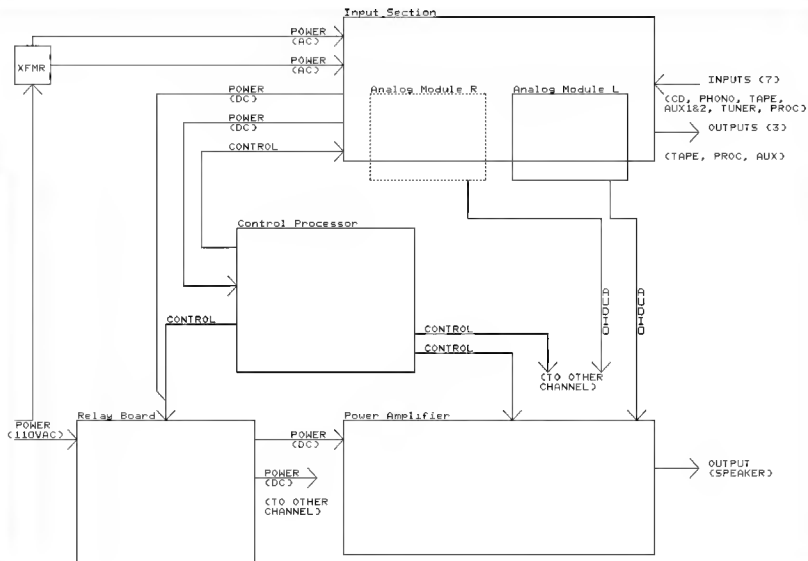 Input Section
POWER
(AC)
XFMR
POWER
(AC)
INPUTS (7)
(CD, PHONO, TAPE,
AUX1&2, TUNER, PROC)
OUTPUTS (3)
(TAPE, PROC, AUX)
POWER
(DC)
Analog Module R
Analog Module L
POWER
(DC)
CONTROL
Control Processor
CONTROL
CONTROL
CONTROL
AUDIO
AUDIO
(TO OTHER
CHANNEL)
Relay Board
Power Amplifier
POWER
(110VAC)
POWER
(DC)
POWER
(DC)
(TO OTHER
CHANNEL)
OUTPUT
(SPEAKER)